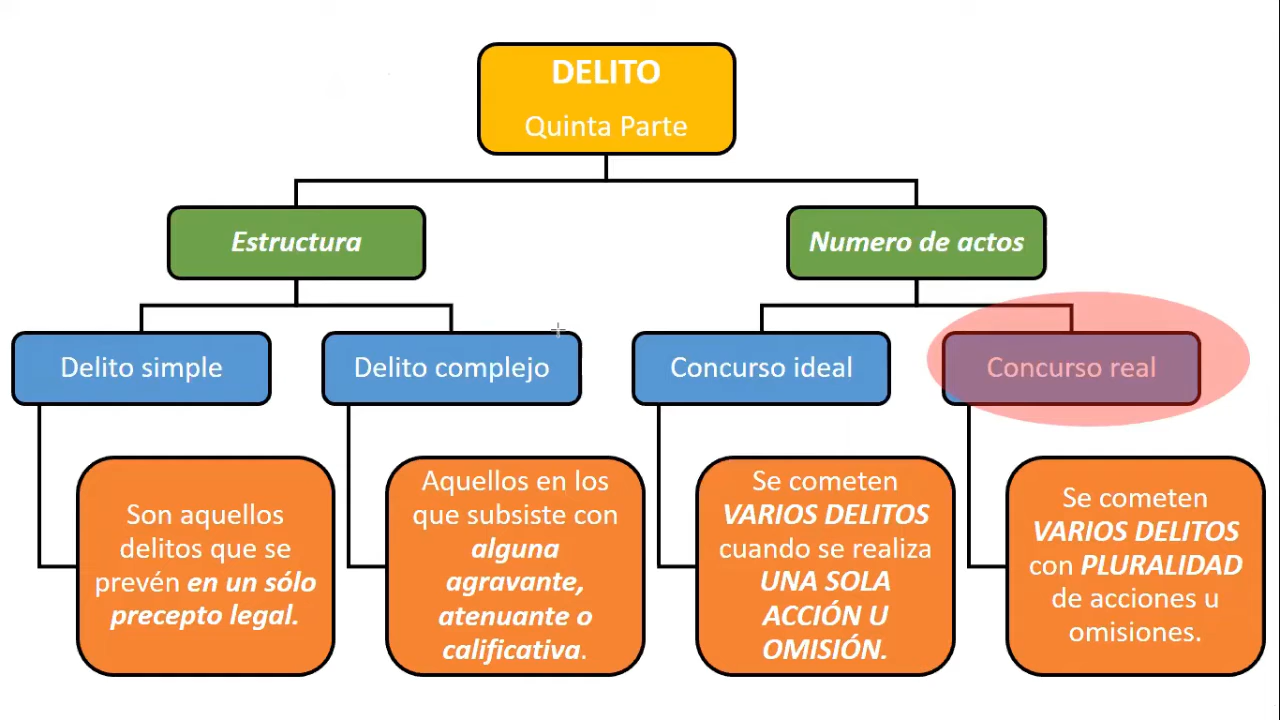 DELITO
Quinta Parte
Estructura
Numero de actos
Delito simple
Delito complejo
Concurso ideal
Concurso real
Son aquellos
delitos que se
prevén en un sólo
precepto legal.
Aquellos en los
que subsiste con
alguna
agravante,
atenuante o
calificativa.
Se cometen
VARIOS DELITOS
cuando se realiza
UNA SOLA
ACCIÓN U
OMISIÓN.
Se cometen
VARIOS DELITOS
con PLURALIDAD
de acciones u
omisiones.